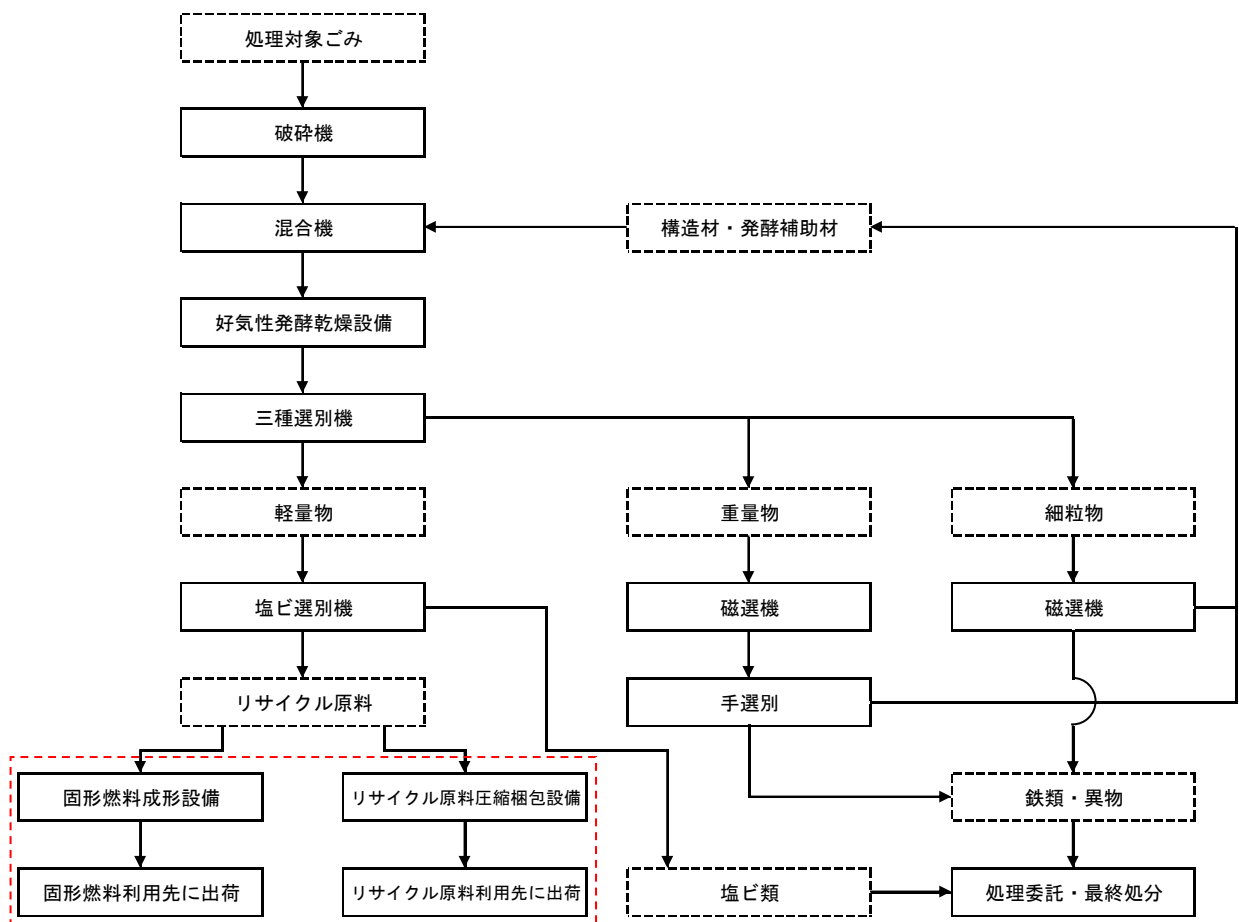 処理対象ごみ
破砕機
混合機
構造材・発酵補助材
好気性発酵乾燥設備
三種選別機
軽量物
重量物
細粒物
塩ビ選別機
磁選機
磁選機
リサイクル原料
手選別
固形燃料成形設備
リサイクル原料圧縮梱包設備
鉄類・異物
固形燃料利用先に出荷
リサイクル原料利用先に出荷
塩ビ類
処理委託・最終処分